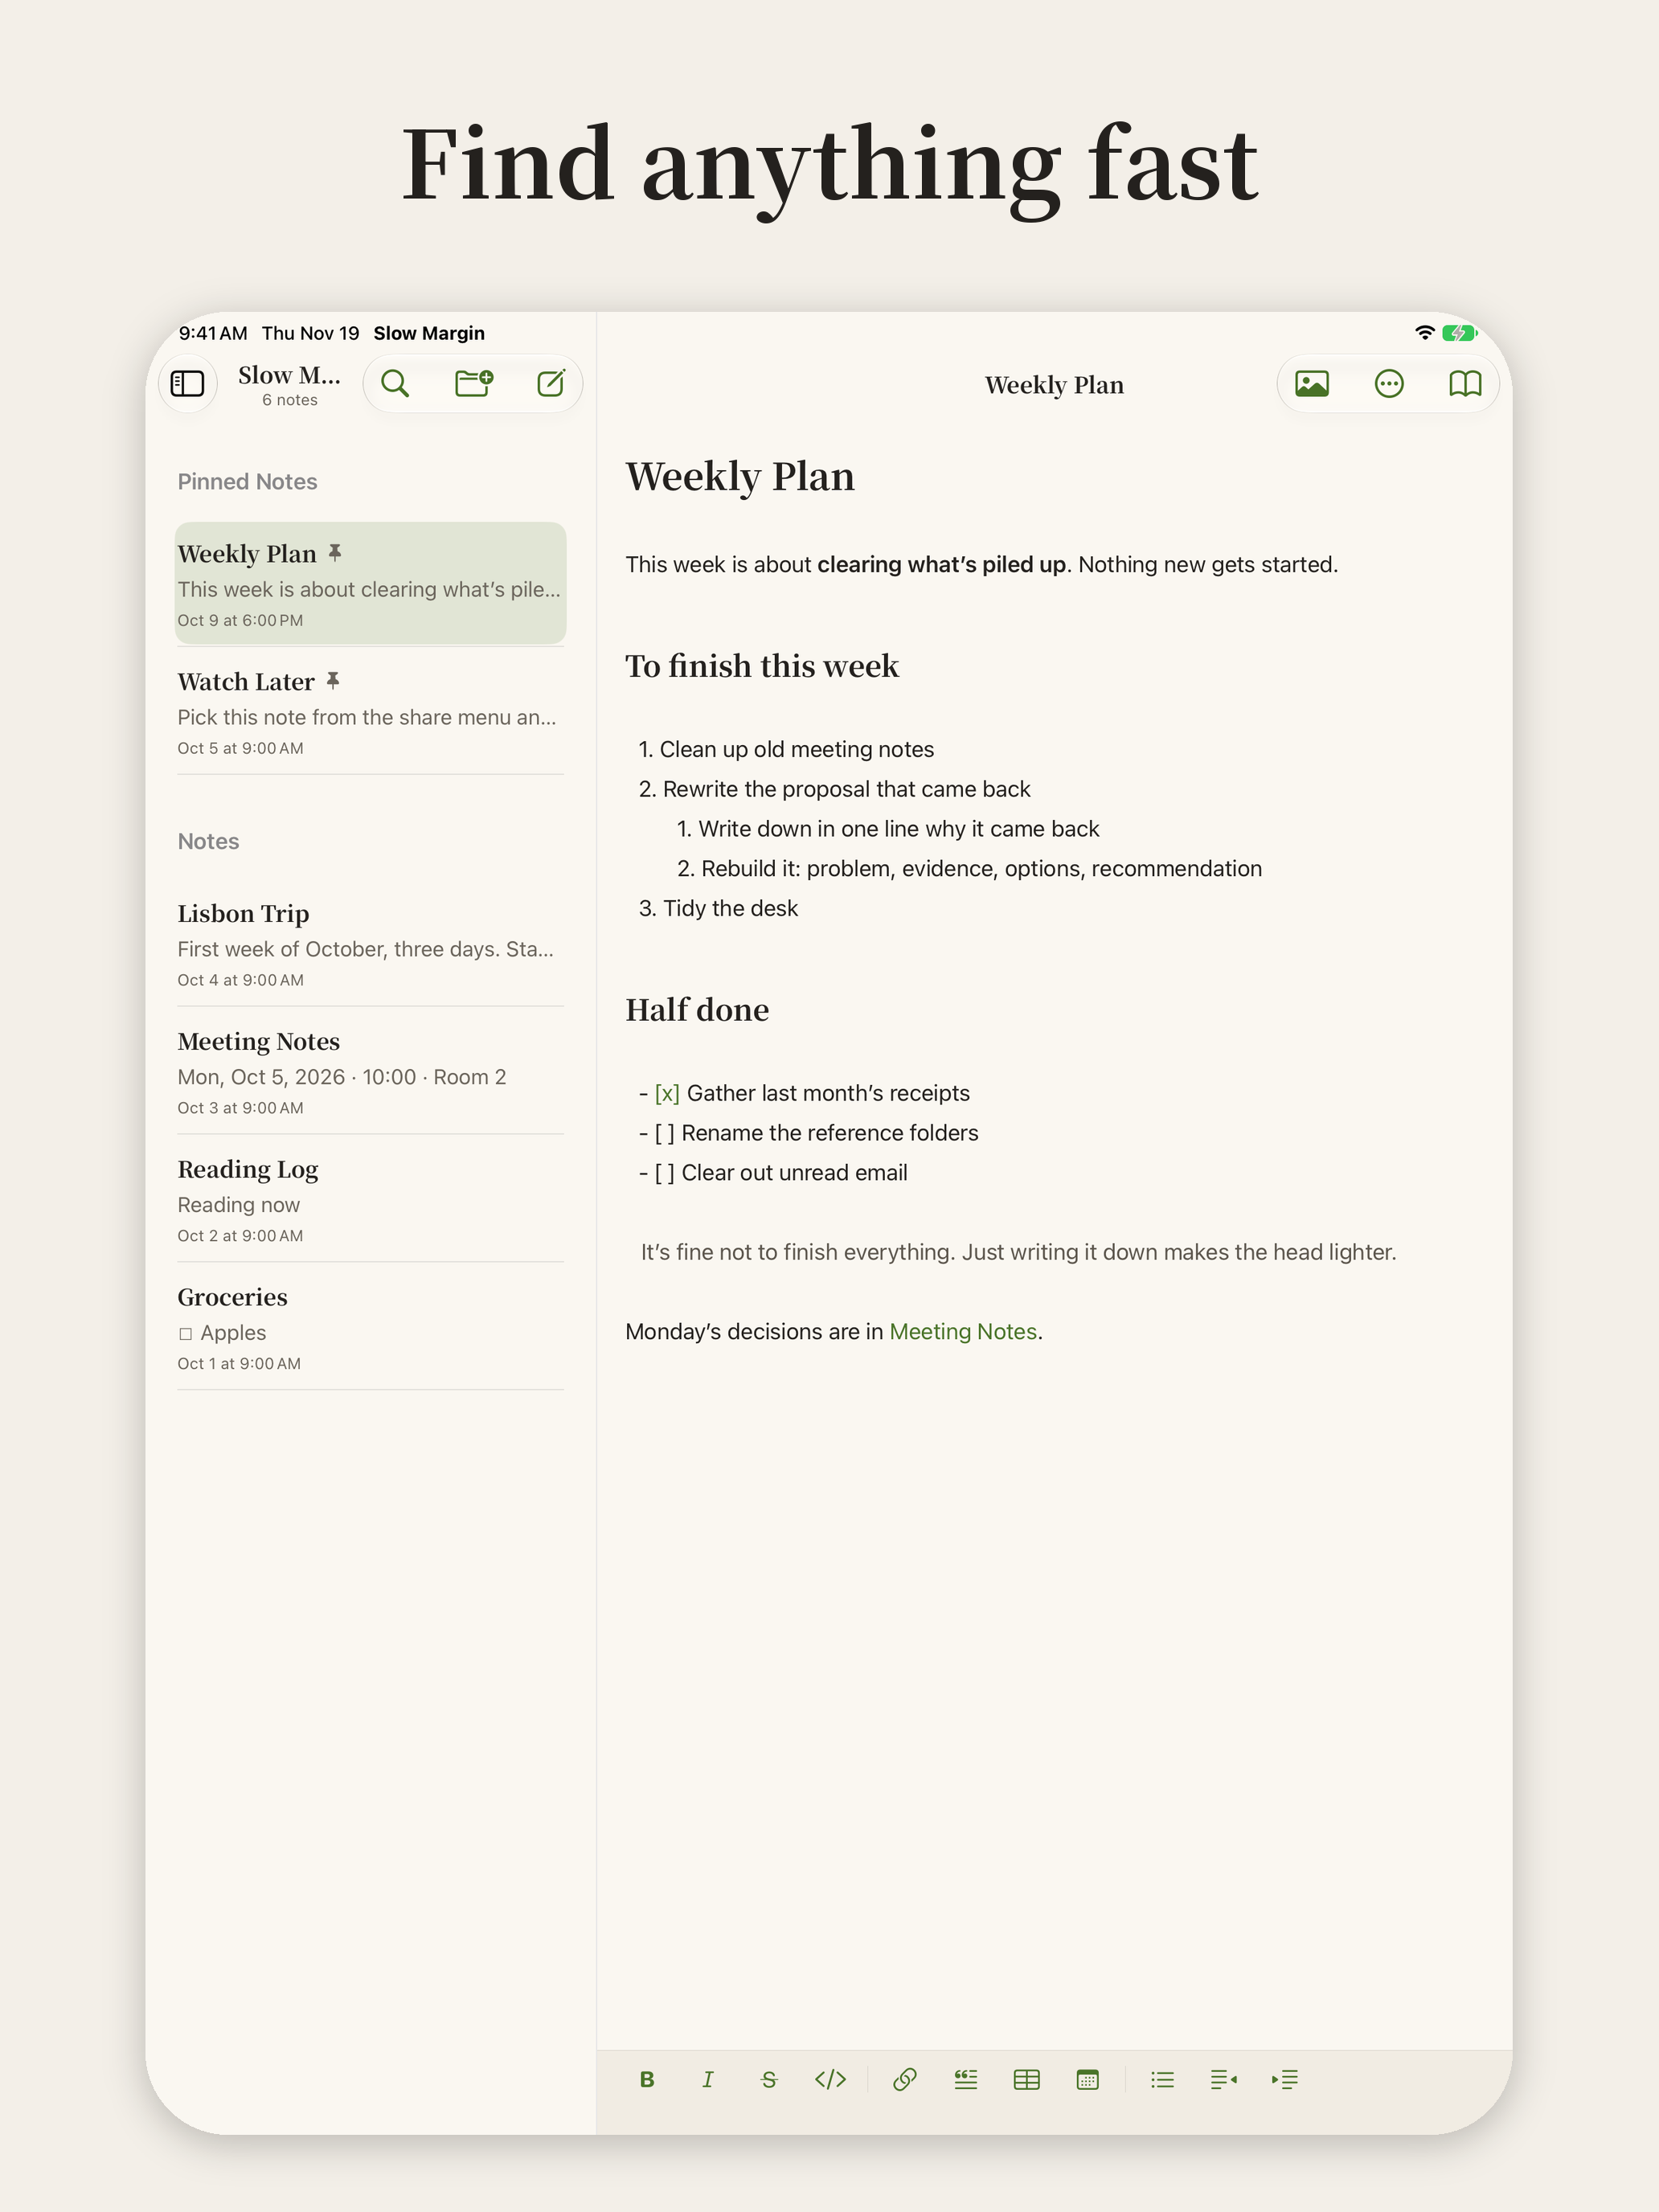 Find anything fast
9:41 AM Thu Nov 19 Slow Margin
Slow M...
6 notes
Pinned Notes
Weekly Plan
This week is about clearing what’s pile...
Oct 9 at 6:00 PM
Watch Later
Pick this note from the share menu an...
Oct 5 at 9:00 AM
Notes
Lisbon Trip
First week of October, three days. Sta...
Oct 4 at 9:00 AM
Meeting Notes
Mon, Oct 5, 2026 · 10:00 · Room 2
Oct 3 at 9:00 AM
Reading Log
Reading now
Oct 2 at 9:00 AM
Groceries
☐ Apples
Oct 1 at 9:00 AM
Weekly Plan
Weekly Plan
This week is about clearing what’s piled up. Nothing new gets started.
To finish this week
1. Clean up old meeting notes
2. Rewrite the proposal that came back
1. Write down in one line why it came back
2. Rebuild it: problem, evidence, options, recommendation
3. Tidy the desk
Half done
- [x] Gather last month’s receipts
- [ ] Rename the reference folders
- [ ] Clear out unread email
It’s fine not to finish everything. Just writing it down makes the head lighter.
Monday’s decisions are in Meeting Notes.
B I S </>